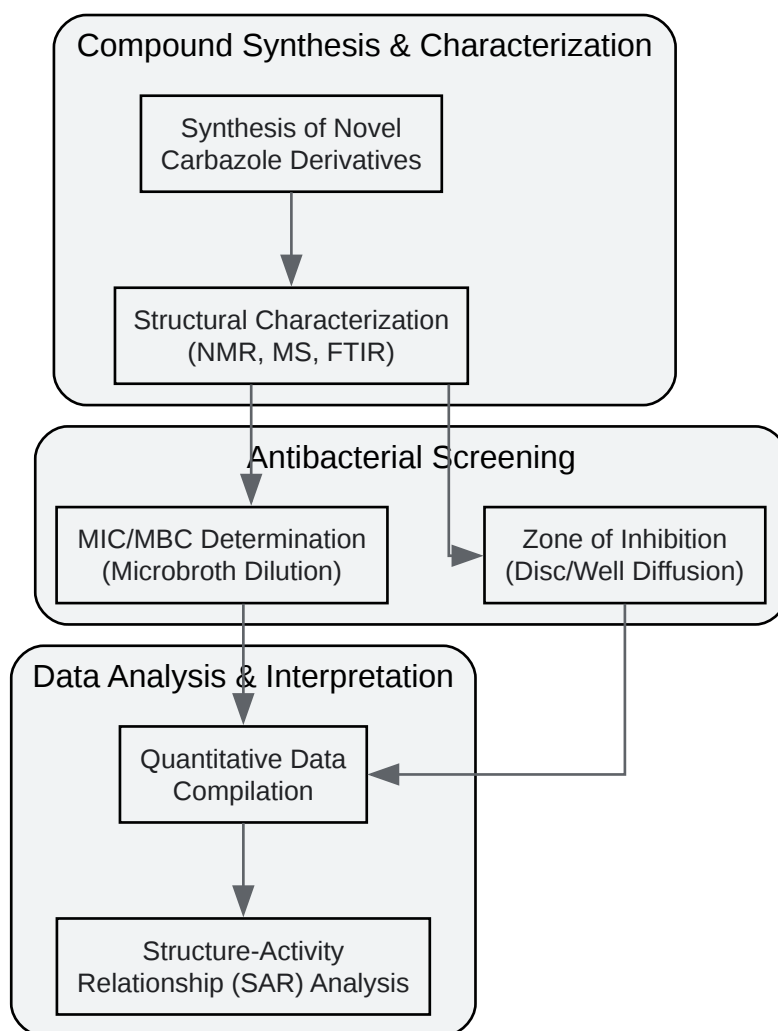 Compound Synthesis & Characterization
Synthesis of Novel
Carbazole Derivatives
Structural Characterization
(NMR, MS, FTIR)
Antibacterial Screening
MIC/MBC Determination
(Microbroth Dilution)
Zone of Inhibition
(Disc/Well Diffusion)
Data Analysis & Interpretation
Quantitative Data
Compilation
Structure-Activity
Relationship (SAR) Analysis